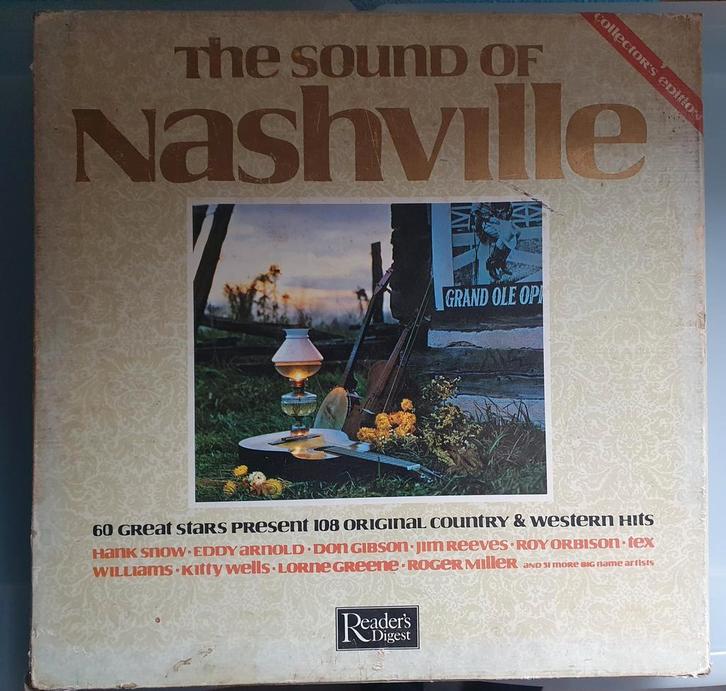 The Sound of
Nashville
collector's edition
GRAND OLE OP
60 Great Stars Present 108 Original Country & Western Hits
Hank Snow · Eddy Arnold · Don Gibson · Jim Reeves · Roy Orbison · Tex
Williams · Kitty Wells · Lorne Greene · Roger Miller and 51 more big name artists
Reader's
Digest